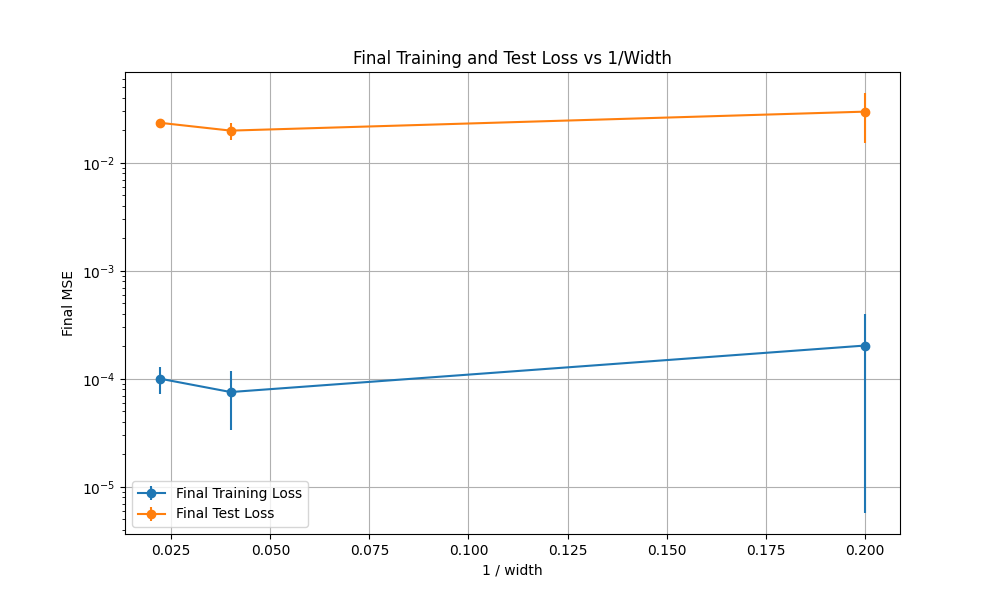 Final Training and Test Loss vs 1/Width
Final MSE
10⁻²
10⁻³
10⁻⁴
10⁻⁵
Final Training Loss
Final Test Loss
0.025 0.050 0.075 0.100 0.125 0.150 0.175 0.200
1 / width